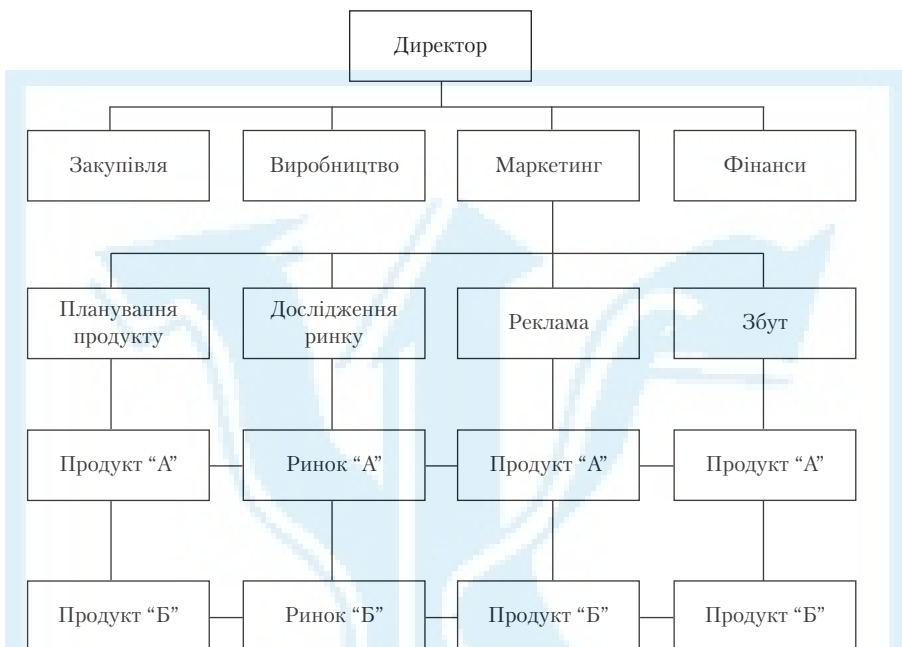 Директор
Закупівля
Виробництво
Маркетинг
Фінанси
Планування
продукту
Дослідження
ринку
Реклама
Збут
Продукт “А”
Ринок “А”
Продукт “А”
Продукт “А”
Продукт “Б”
Ринок “Б”
Продукт “Б”
Продукт “Б”